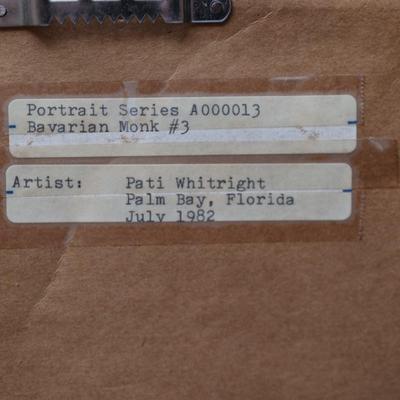 Portrait Series A000013
Bavarian Monk #3
Artist: Pati Whitright
Palm Bay, Florida
July 1982